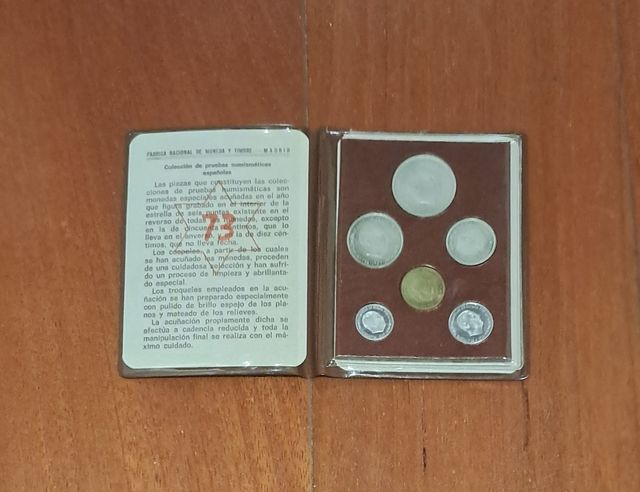 FABRICA NACIONAL DE MONEDA Y TIMBRE - MADRID
Colección de pruebas numismáticas
españolas
Las piezas que constituyen las colec-
ciones de pruebas numismáticas son
monedas especiales acuñadas en el año
que figura grabado en el interior de la
estrella de seis puntas existente en el
reverso de todas las monedas, excepto
en la de cincuenta céntimos, que lo
lleva en el anverso y la de diez cén-
timos, que no lleva fecha.
73
Los cospeles a partir de los cuales
se han acuñado las monedas, proceden
de una cuidadosa selección y han sufri-
do un proceso de limpieza y abrillanta-
do especial.
Los troqueles empleados en la acu-
ñación se han preparado especialmente
con pulido de brillo espejo de los pla-
nos y mateado de los relieves.
La acuñación propiamente dicha se
efectúa a cadencia reducida y toda la
manipulación final se realiza con el má-
ximo cuidado.